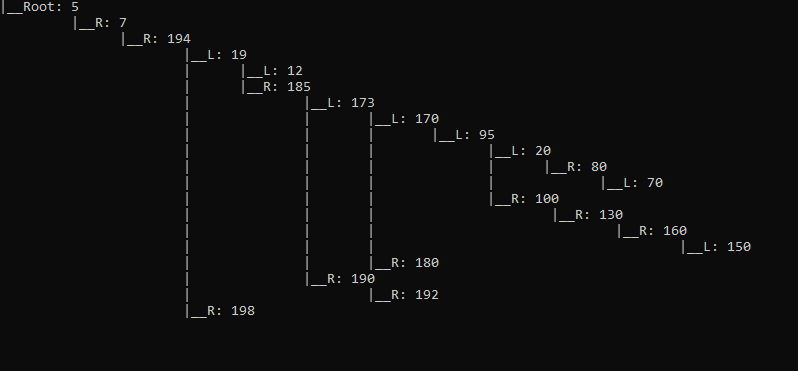 |__Root: 5
|__R: 7
|__R: 194
|__L: 19
|__L: 12
|__R: 185
|__L: 173
|__L: 170
|__L: 95
|__L: 20
|__R: 80
|__L: 70
|__R: 100
|__R: 130
|__R: 160
|__L: 150
|__R: 180
|__R: 190
|__R: 192
|__R: 198